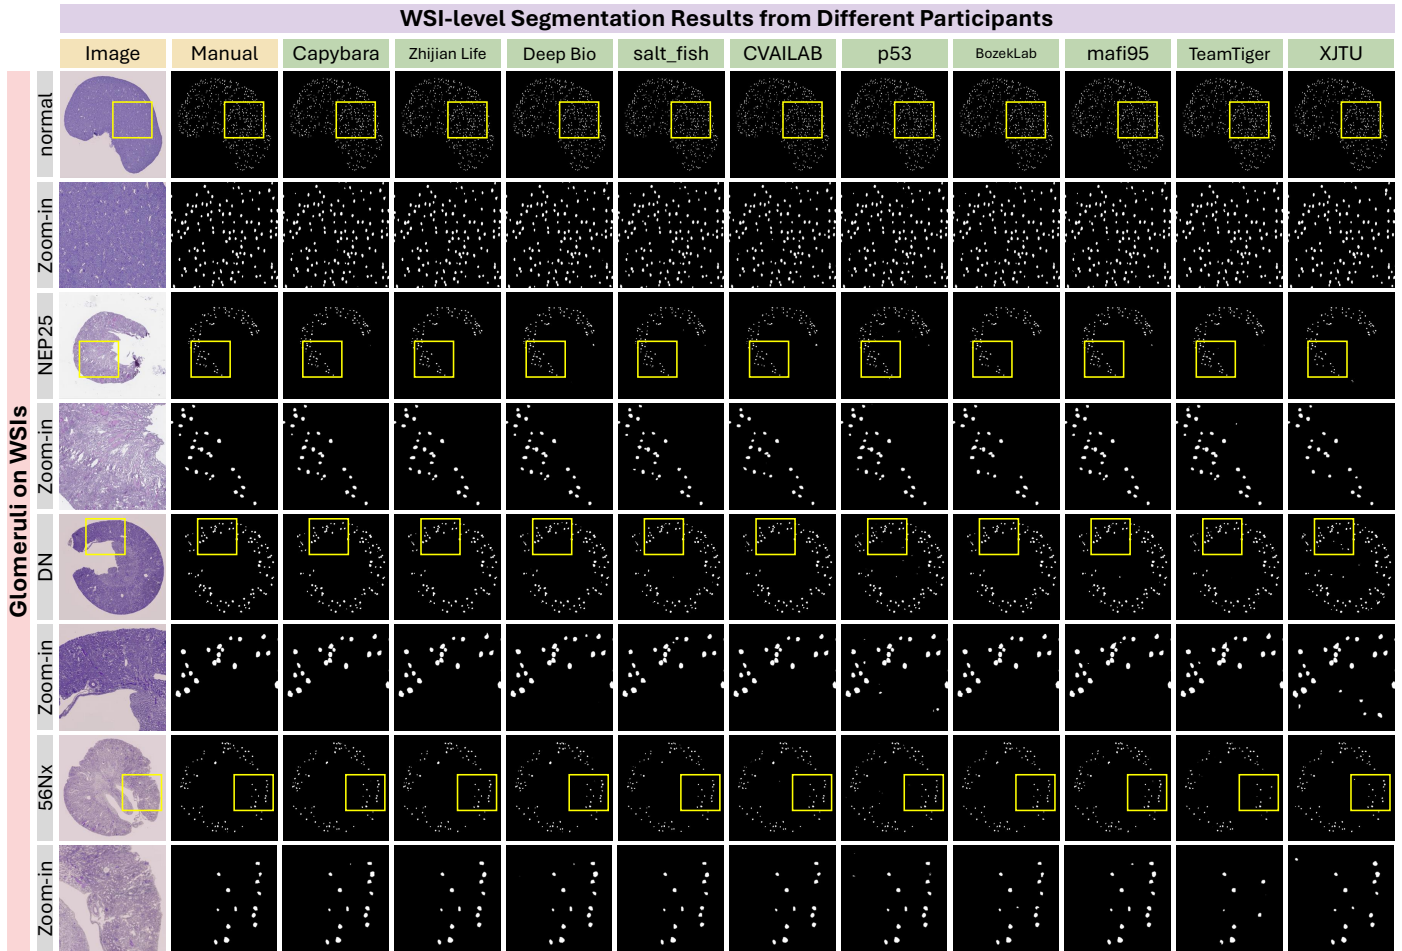 WSI-level Segmentation Results from Different Participants
Image Manual Capybara Zhijian Life Deep Bio salt_fish CVAILAB p53 BozekLab mafi95 TeamTiger XJTU
Glomeruli on WSIs
normal
Zoom-in
NEP25
Zoom-in
DN
Zoom-in
56Nx
Zoom-in